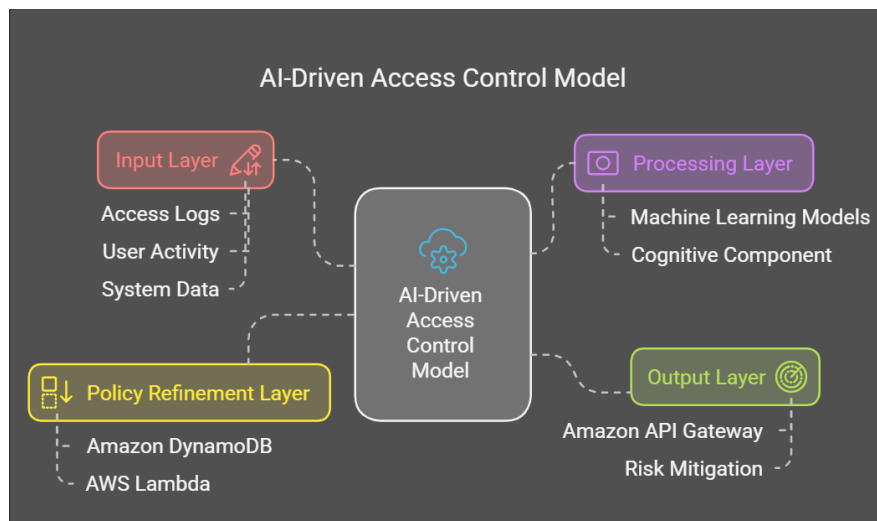 AI-Driven Access Control Model
Input Layer
Access Logs
User Activity
System Data
Processing Layer
Machine Learning Models
Cognitive Component
AI-Driven
Access
Control
Model
Policy Refinement Layer
Amazon DynamoDB
AWS Lambda
Output Layer
Amazon API Gateway
Risk Mitigation